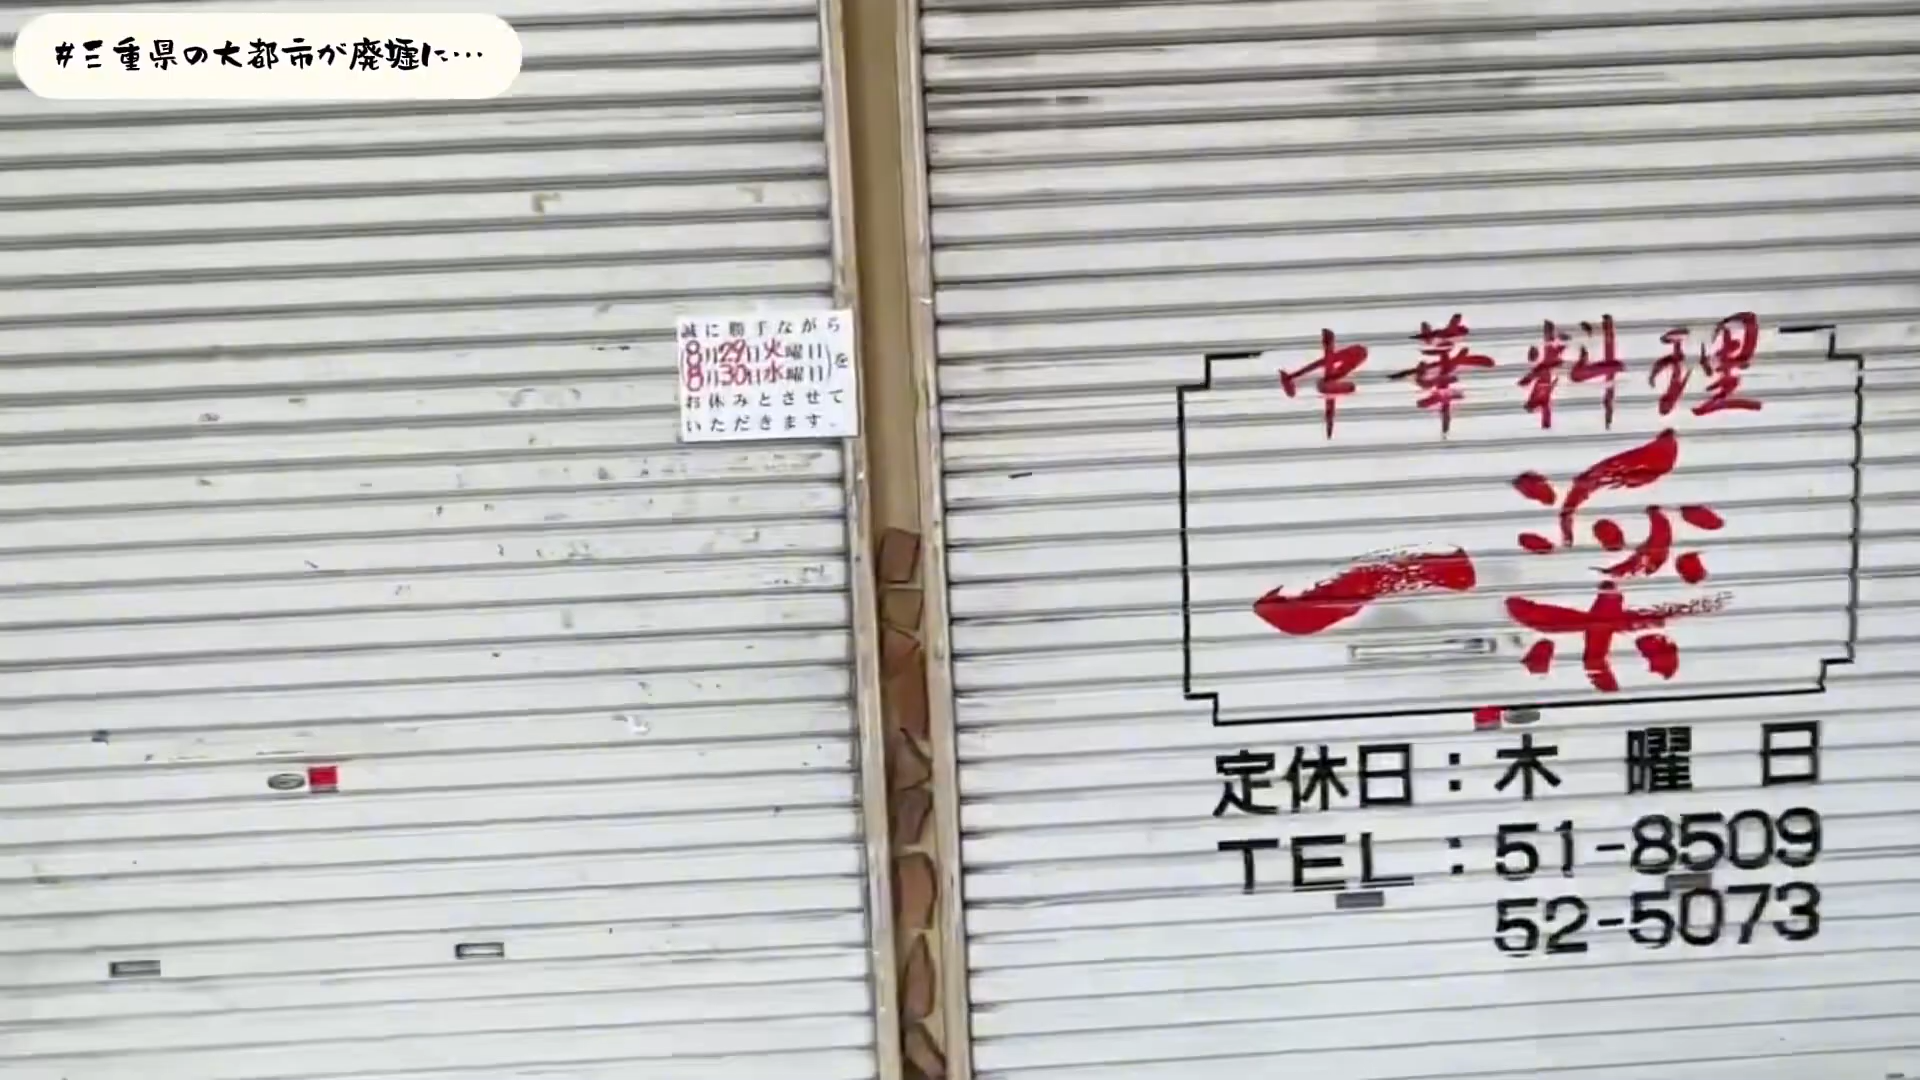 #三重県の大都市が廃墟に…
誠に勝手ながら
8月29日火曜日
8月30日水曜日
を
お休みとさせて
いただきます。
中華料理
一楽
定休日：木曜日
TEL：51-8509
52-5073